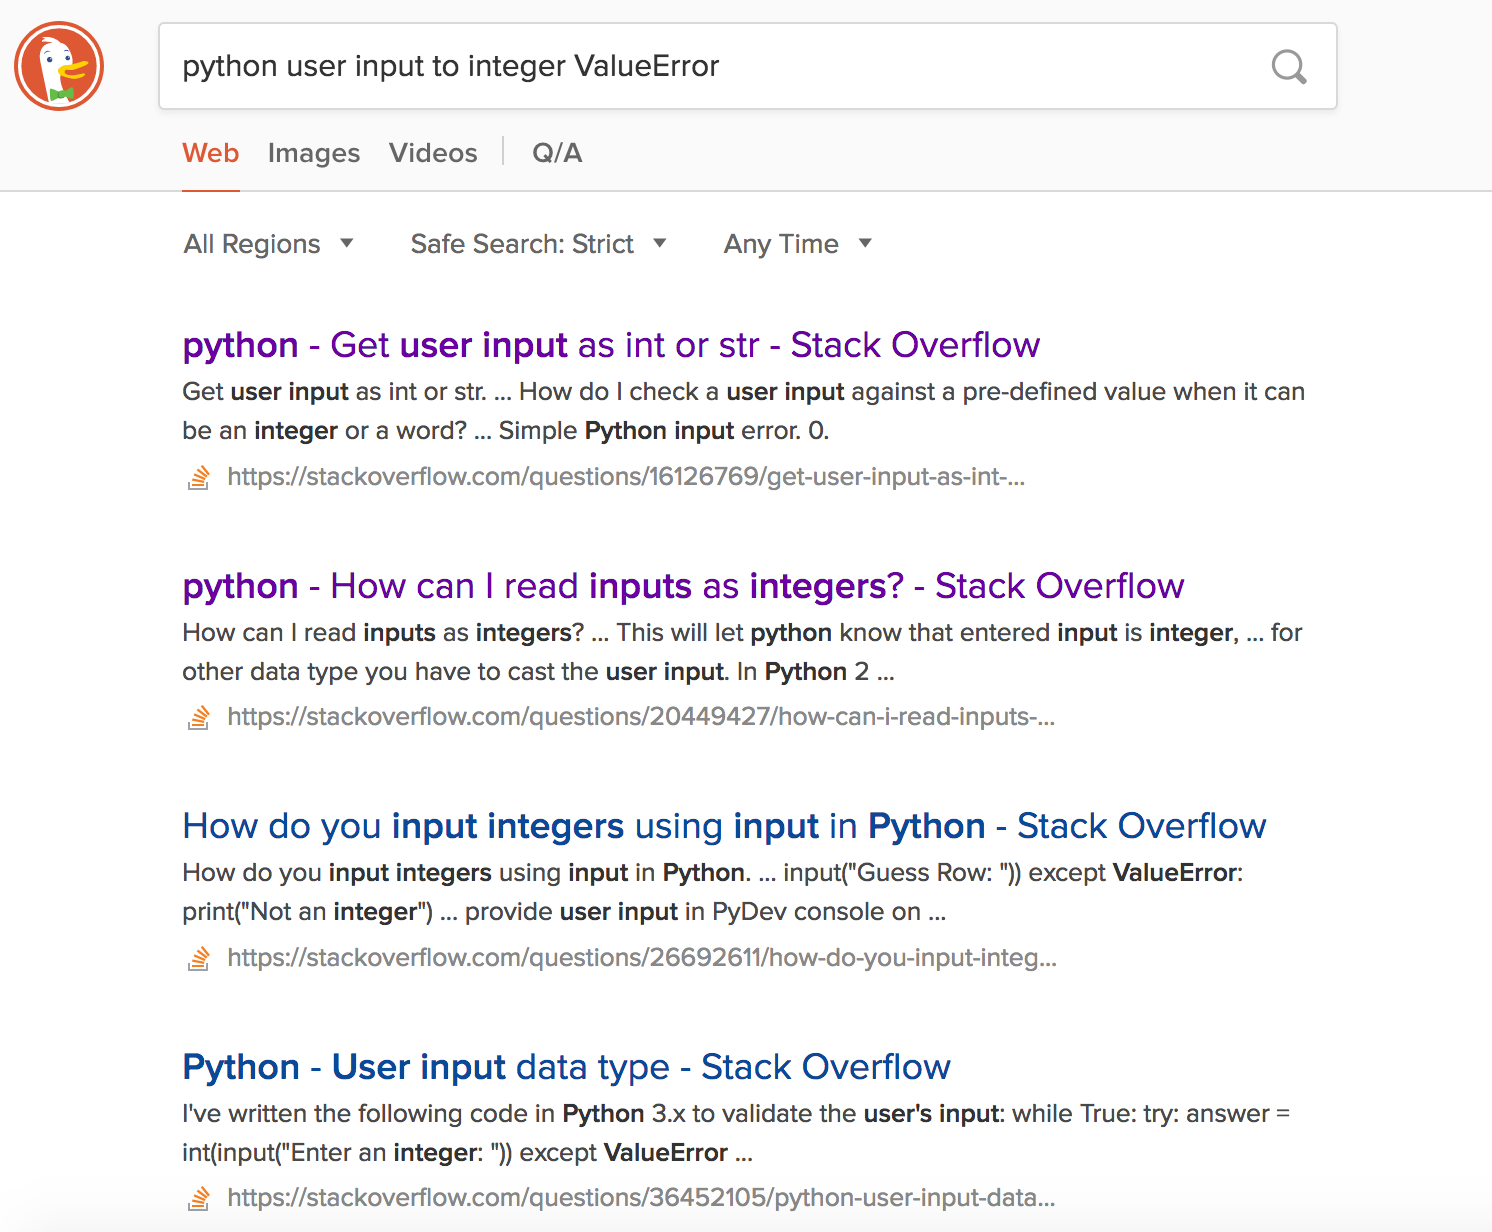 python user input to integer ValueError
Web Images Videos Q/A
All Regions Safe Search: Strict Any Time
python - Get user input as int or str - Stack Overflow
Get user input as int or str. ... How do I check a user input against a pre-defined value when it can
be an integer or a word? ... Simple Python input error. 0.
https://stackoverflow.com/questions/16126769/get-user-input-as-int-...
python - How can I read inputs as integers? - Stack Overflow
How can I read inputs as integers? ... This will let python know that entered input is integer, ... for
other data type you have to cast the user input. In Python 2 ...
https://stackoverflow.com/questions/20449427/how-can-i-read-inputs-...
How do you input integers using input in Python - Stack Overflow
How do you input integers using input in Python. ... input("Guess Row: ")) except ValueError:
print("Not an integer") ... provide user input in PyDev console on ...
https://stackoverflow.com/questions/26692611/how-do-you-input-integ...
Python - User input data type - Stack Overflow
I've written the following code in Python 3.x to validate the user's input: while True: try: answer =
int(input("Enter an integer: ")) except ValueError ...
https://stackoverflow.com/questions/36452105/python-user-input-data...